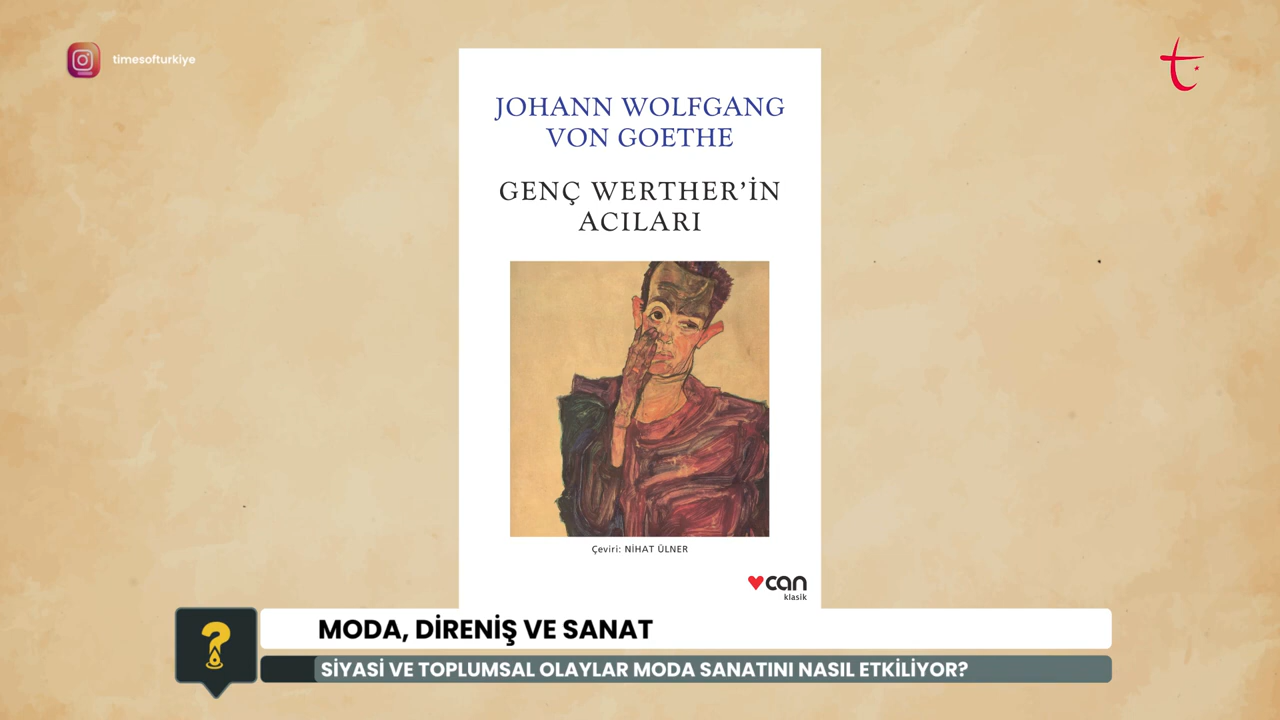 timesofturkiye
JOHANN WOLFGANG
VON GOETHE
GENÇ WERTHER'İN
ACILARI
Çeviri: NİHAT ÜLNER
can
klasik
MODA, DİRENİŞ VE SANAT
SİYASİ VE TOPLUMSAL OLAYLAR MODA SANATINI NASIL ETKİLİYOR?